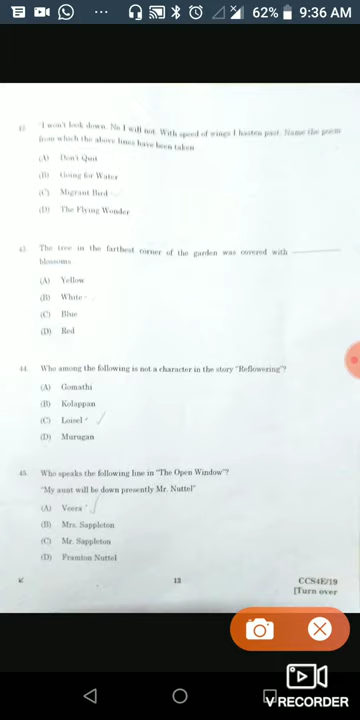 62% 9:36 AM
42. "I won't look down. No I will not. With speed of wings I hasten past. Name the poem
from which the above lines have been taken
(A) Don't Quit
(B) Going for Water
(C) Migrant Bird
(D) The Flying Wonder
43. The tree in the farthest corner of the garden was covered with ————
blossoms
(A) Yellow
(B) White
(C) Blue
(D) Red
44. Who among the following is not a character in the story "Reflowering"?
(A) Gomathi
(B) Kolappan
(C) Loisel
(D) Murugan
45. Who speaks the following line in "The Open Window"?
"My aunt will be down presently Mr. Nuttel"
(A) Veera
(B) Mrs. Sappleton
(C) Mr. Sappleton
(D) Framton Nuttel
13
CCS4E/19
[Turn over
V RECORDER